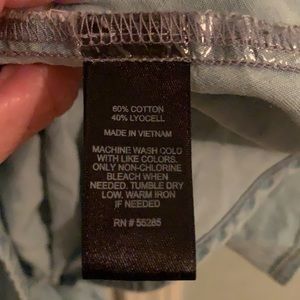 60% COTTON
40% LYOCELL
MADE IN VIETNAM
MACHINE WASH COLD
WITH LIKE COLORS.
ONLY NON-CHLORINE
BLEACH WHEN
NEEDED. TUMBLE DRY
LOW. WARM IRON
IF NEEDED
RN # 55285